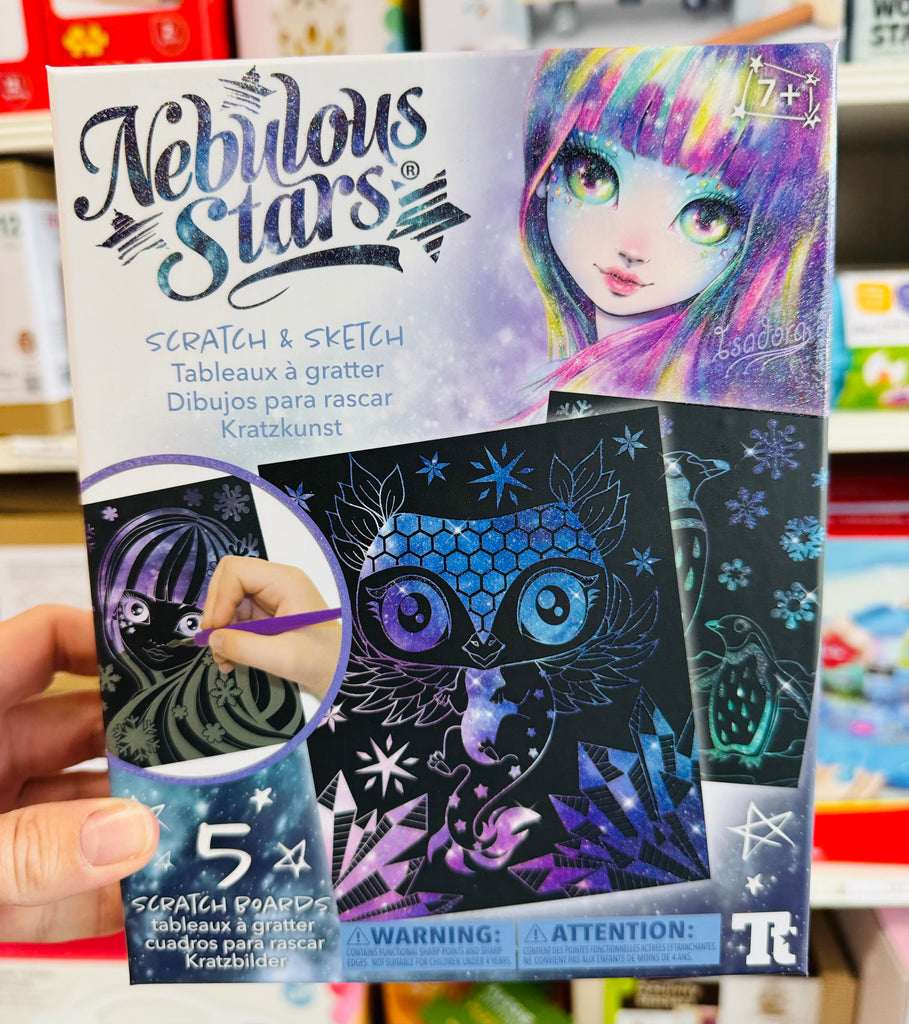 Nebulous
Stars®
7+
SCRATCH & SKETCH
Tableaux à gratter
Dibujos para rascar
Kratzkunst
Isadora
5
SCRATCH BOARDS
tableaux à gratter
cuadros para rascar
Kratzbilder
WARNING:
CONTAINS FUNCTIONAL SHARP POINTS AND SHARP
EDGES. NOT SUITABLE FOR CHILDREN UNDER 4 YEARS.
ATTENTION:
CONTIENT DES POINTES FONCTIONNELLES ACÉRÉES ET TRANCHANTES.
NE CONVIENT PAS AUX ENFANTS DE MOINS DE 4 ANS.